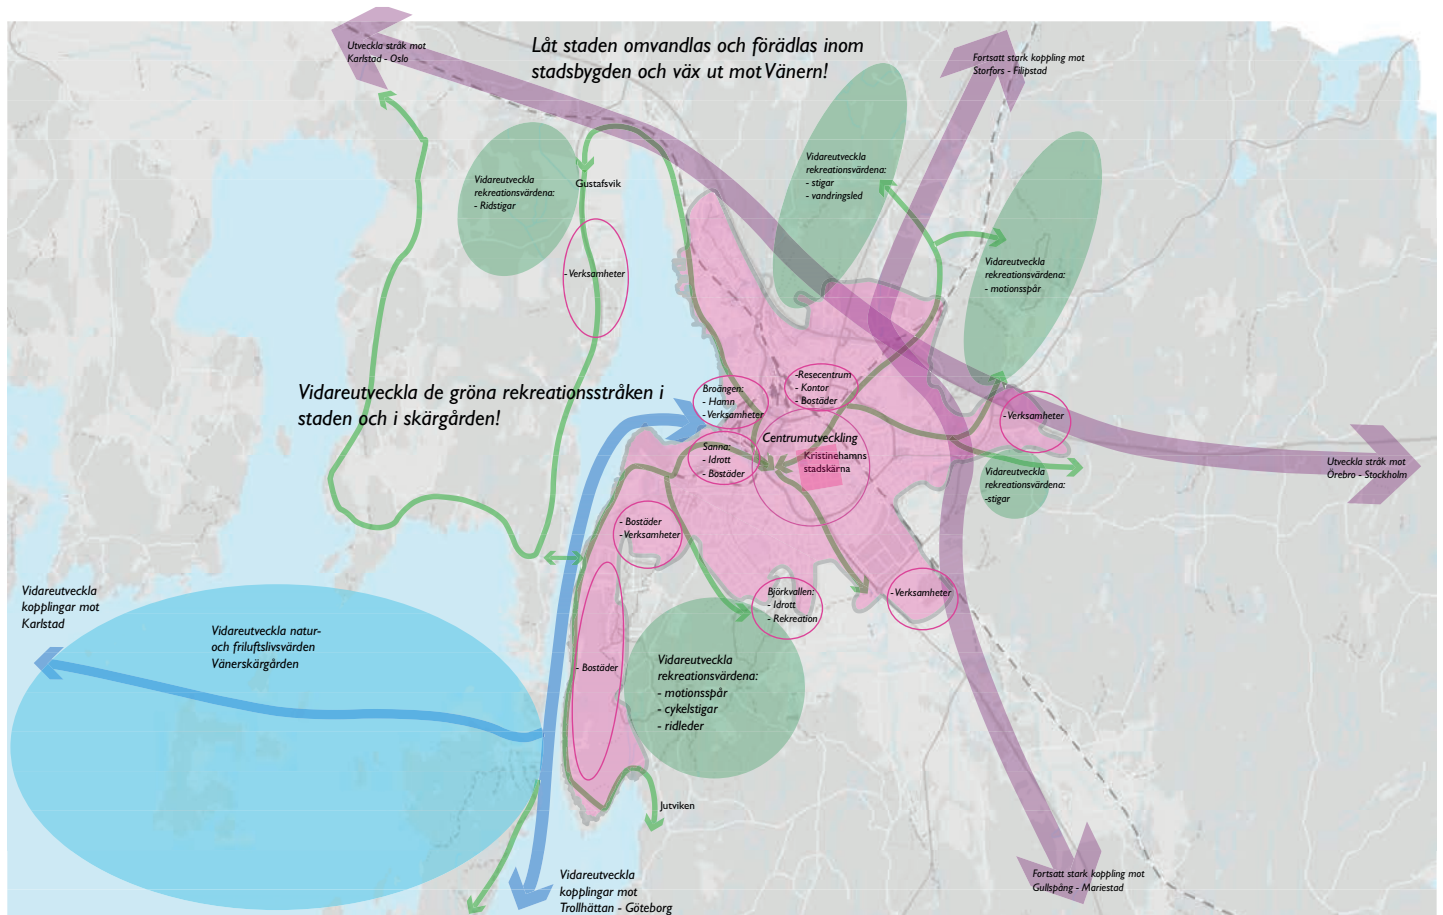 Utveckla stråk mot
Karlstad - Oslo
Låt staden omvandlas och förädlas inom
stadsbygden och väx ut mot Vänern!
Fortsatt stark koppling mot
Storfors - Filipstad
Vidareutveckla
rekreationsvärdena:
- Ridstigar
Gustafsvik
Vidareutveckla
rekreationsvärdena:
- stigar
- vandringsled
Vidareutveckla
rekreationsvärdena:
- motionsspår
- Verksamheter
Vidareutveckla de gröna rekreationsstråken i
staden och i skärgården!
Broängen:
- Hamn
- Verksamheter
-Resecentrum
- Kontor
- Bostäder
- Verksamheter
Sanna:
- Idrott
- Bostäder
Centrumutveckling
Kristinehamns
stadskärna
Vidareutveckla
rekreationsvärdena:
-stigar
Utveckla stråk mot
Örebro - Stockholm
- Bostäder
- Verksamheter
Vidareutveckla
kopplingar mot
Karlstad
Vidareutveckla natur-
och friluftslivsvärden
Vänerskärgården
Björkvallen:
- Idrott
- Rekreation
- Verksamheter
- Bostäder
Vidareutveckla
rekreationsvärdena:
- motionsspår
- cykelstigar
- ridleder
Jutviken
Vidareutveckla
kopplingar mot
Trollhättan - Göteborg
Fortsatt stark koppling mot
Gullspång - Mariestad